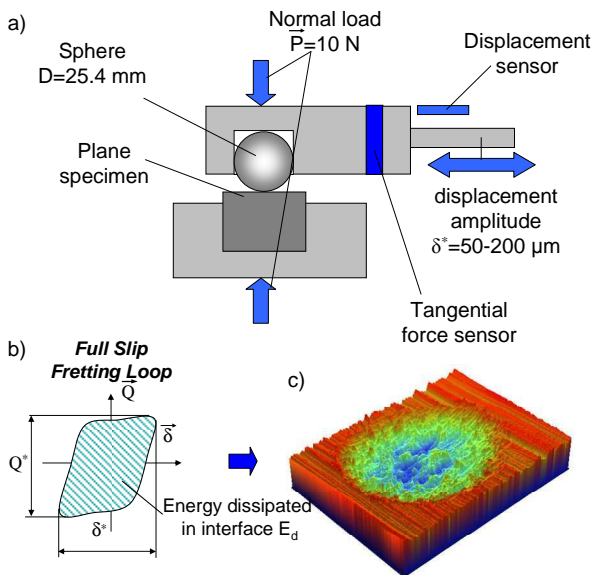 a)
Normal load
P=10 N
Sphere
D=25.4 mm
Displacement
sensor
Plane
specimen
displacement
amplitude
δ*=50-200 µm
Tangential
force sensor
b)
Full Slip
Fretting Loop
Q
δ
Q*
Energy dissipated
in interface E_d
δ*
c)